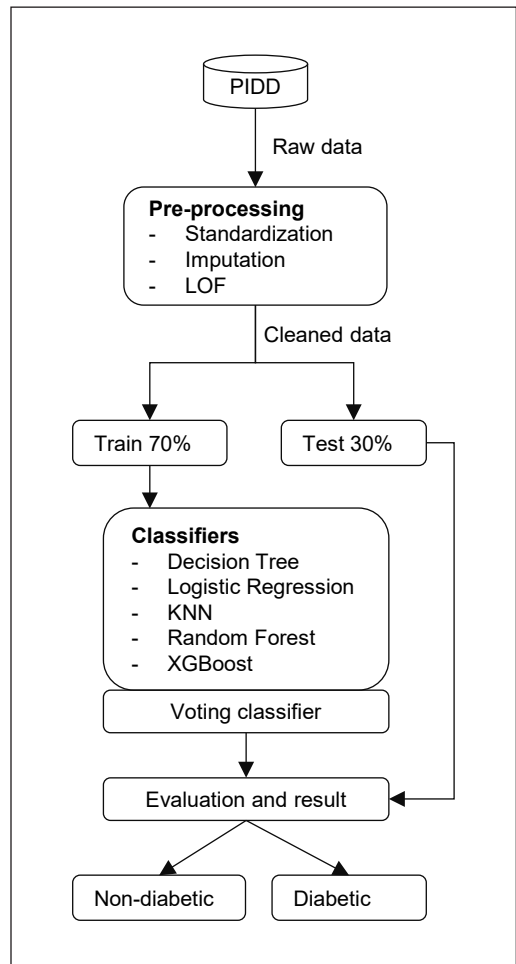 PIDD
Raw data
Pre-processing
- Standardization
- Imputation
- LOF
Cleaned data
Train 70%
Test 30%
Classifiers
- Decision Tree
- Logistic Regression
- KNN
- Random Forest
- XGBoost
Voting classifier
Evaluation and result
Non-diabetic
Diabetic